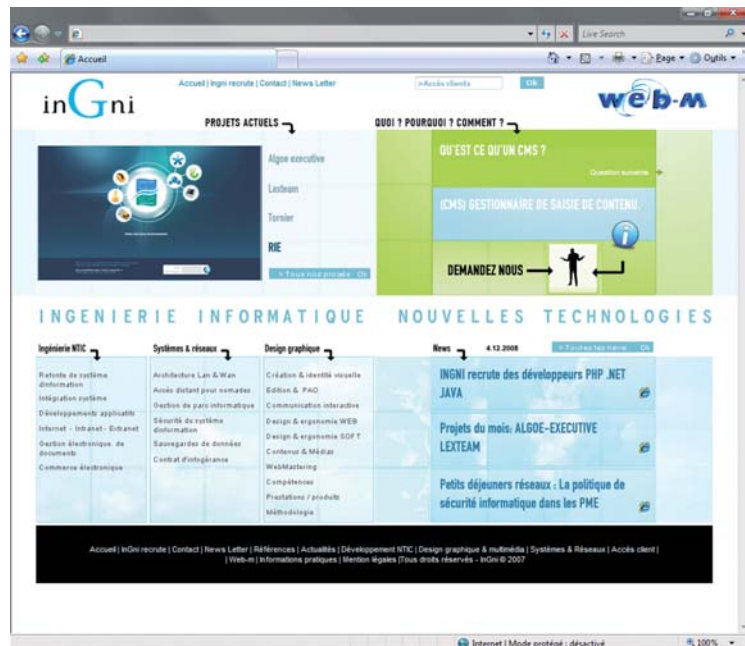 Live Search
Accueil
Page
Outils
inGni
Accueil | Ingni recrute | Contact | News Letter
>Accès clients
Ok
web-m
PROJETS ACTUELS
QUOI ? POURQUOI ? COMMENT ?
Algoe executive
Lexteam
Tornier
RIE
> Tous nos projets Ok
QU'EST CE QU'UN CMS ?
Question suivante
(CMS) GESTIONNAIRE DE SAISIE DE CONTENU.
DEMANDEZ NOUS
INGENIERIE INFORMATIQUE NOUVELLES TECHNOLOGIES
Ingénierie NTIC
Refonte de système
dinformation
Intégration système
Développements applicatifs
Internet - Intranet - Extranet
Gestion électronique de
documents
Commerce électronique
Systèmes & réseaux
Architecture Lan & Wan
Accès distant pour nomades
Gestion de parc informatique
Sécurité du système
dinformation
Sauvegardes de données
Contrat d'infogérance
Design graphique
Création & identité visuelle
Edition & PAO
Communication interactive
Design & ergonomie WEB
Design & ergonomie SOFT
Contenus & Médias
WebMastering
Compétences
Prestations / produits
Méthodologie
News
4.12.2008
> Toutes les news Ok
INGNI recrute des développeurs PHP .NET
JAVA
Projets du mois: ALGOE-EXECUTIVE
LEXTEAM
Petits déjeuners réseaux : La politique de
sécurité informatique dans les PME
Accueil | InGni recrute | Contact | News Letter | Références | Actualités | Développement NTIC | Design graphique & multimédia | Systèmes & Réseaux | Accès client |
| Web-m | Informations pratiques | Mention légales |Tous droits réservés - InGni © 2007
Internet | Mode protégé : désactivé
100%